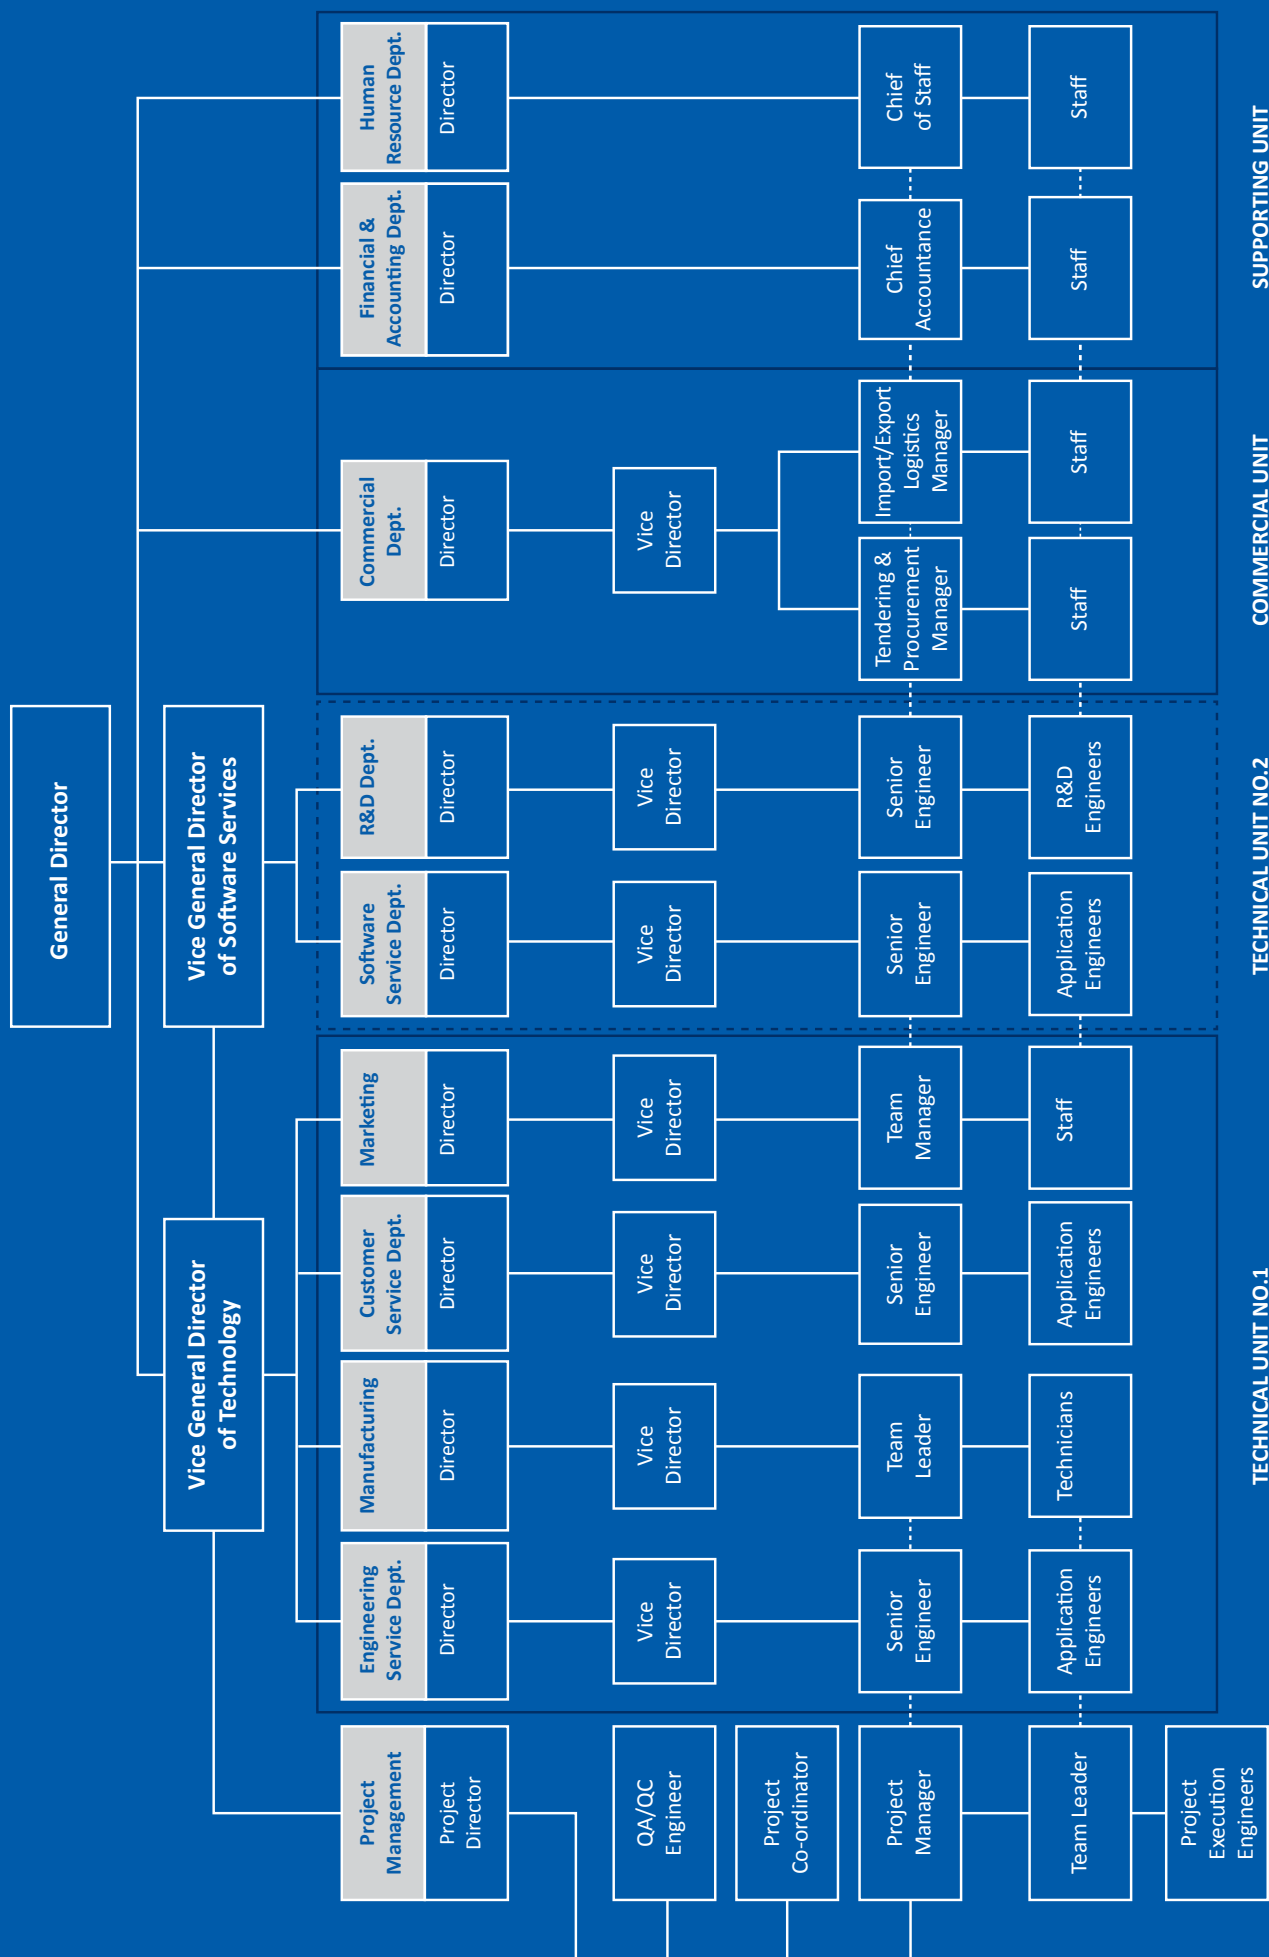 General Director
Vice General Director
of Technology
Vice General Director
of Software Services
Project
Management
Project
Director
Engineering
Service Dept.
Director
Manufacturing
Director
Customer
Service Dept.
Director
Marketing
Director
Software
Service Dept.
Director
R&D Dept.
Director
Commercial
Dept.
Director
Financial &
Accounting Dept.
Director
Human
Resource Dept.
Director
QA/QC
Engineer
Vice
Director
Vice
Director
Vice
Director
Vice
Director
Vice
Director
Vice
Director
Vice
Director
Project
Co-ordinator
Project
Manager
Senior
Engineer
Team
Leader
Senior
Engineer
Team
Manager
Senior
Engineer
Senior
Engineer
Tendering &
Procurement
Manager
Import/Export
Logistics
Manager
Chief
Accountance
Chief
of Staff
Team Leader
Application
Engineers
Technicians
Application
Engineers
Staff
Application
Engineers
R&D
Engineers
Staff
Staff
Staff
Staff
Project
Execution
Engineers
TECHNICAL UNIT NO.1
TECHNICAL UNIT NO.2
COMMERCIAL UNIT
SUPPORTING UNIT